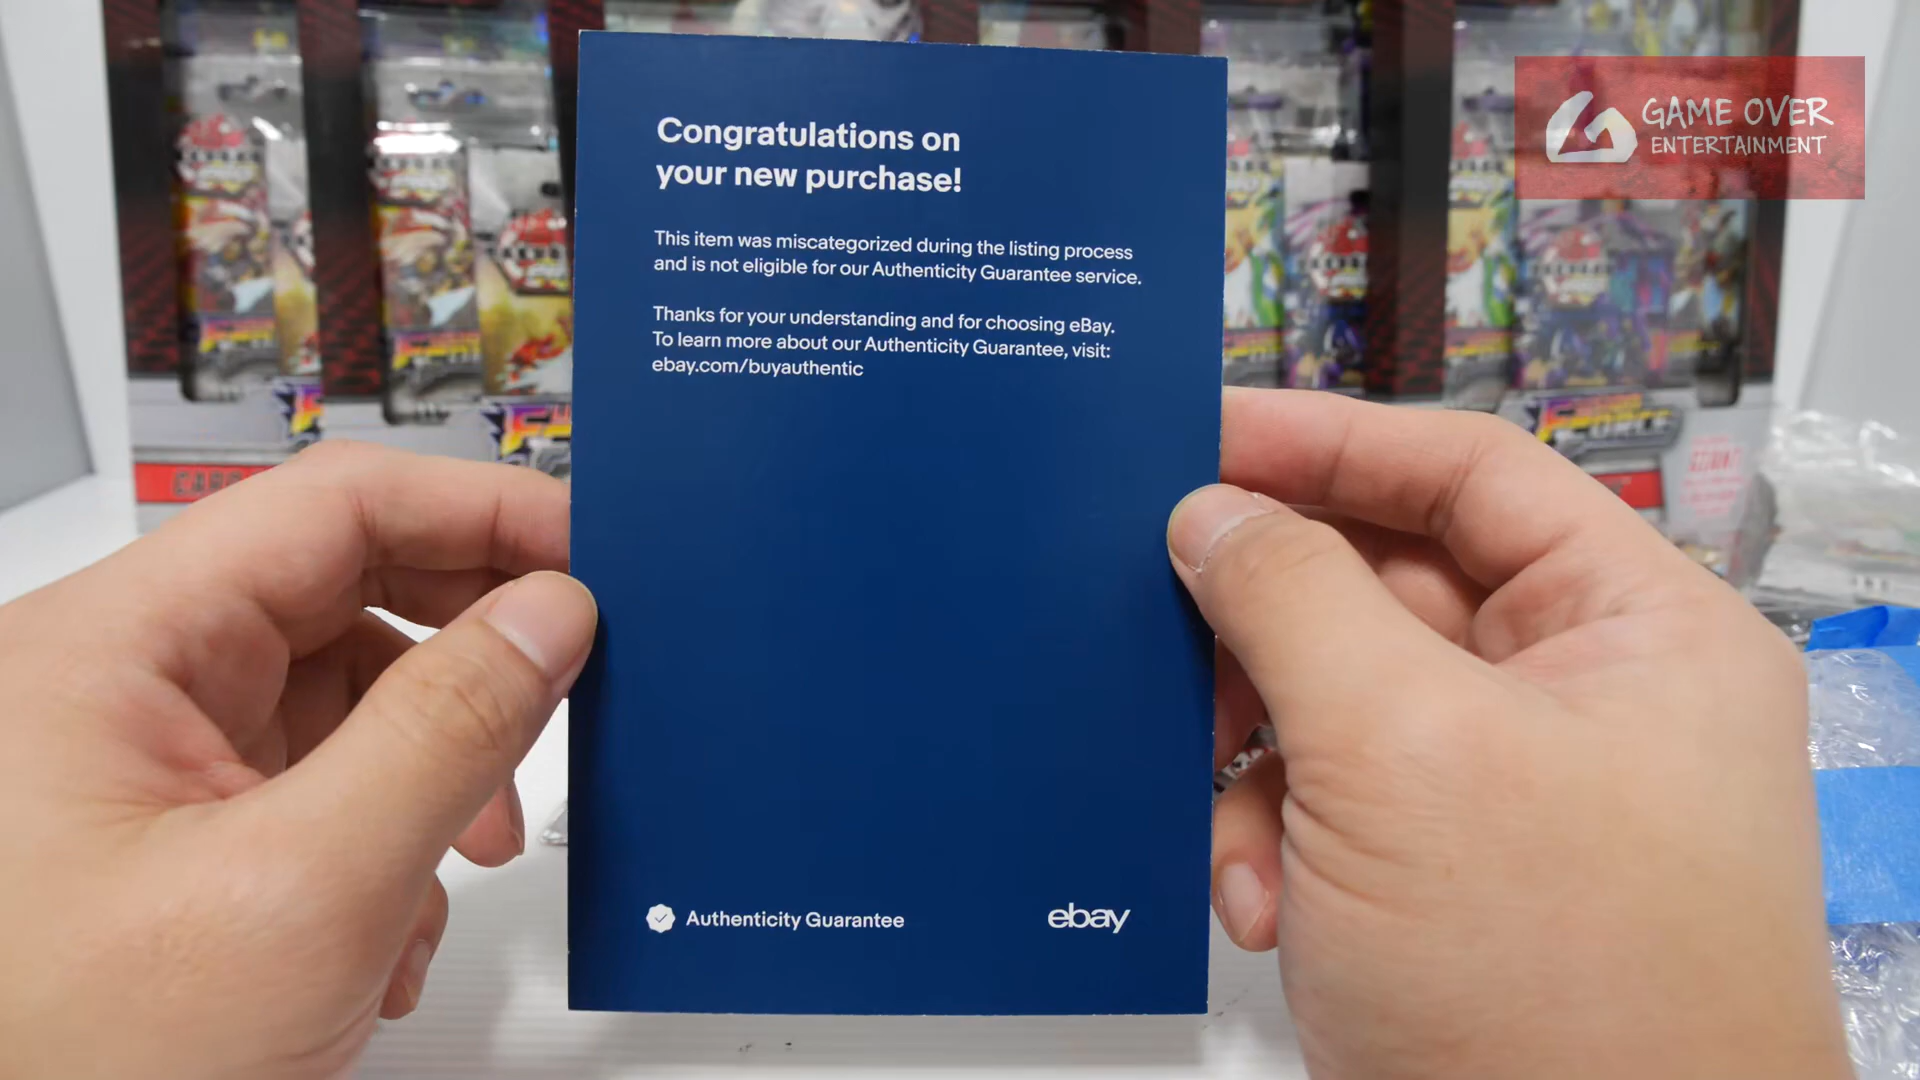 GAME OVER
ENTERTAINMENT
Congratulations on
your new purchase!
This item was miscategorized during the listing process
and is not eligible for our Authenticity Guarantee service.
Thanks for your understanding and for choosing eBay.
To learn more about our Authenticity Guarantee, visit:
ebay.com/buyauthentic
Authenticity Guarantee
ebay